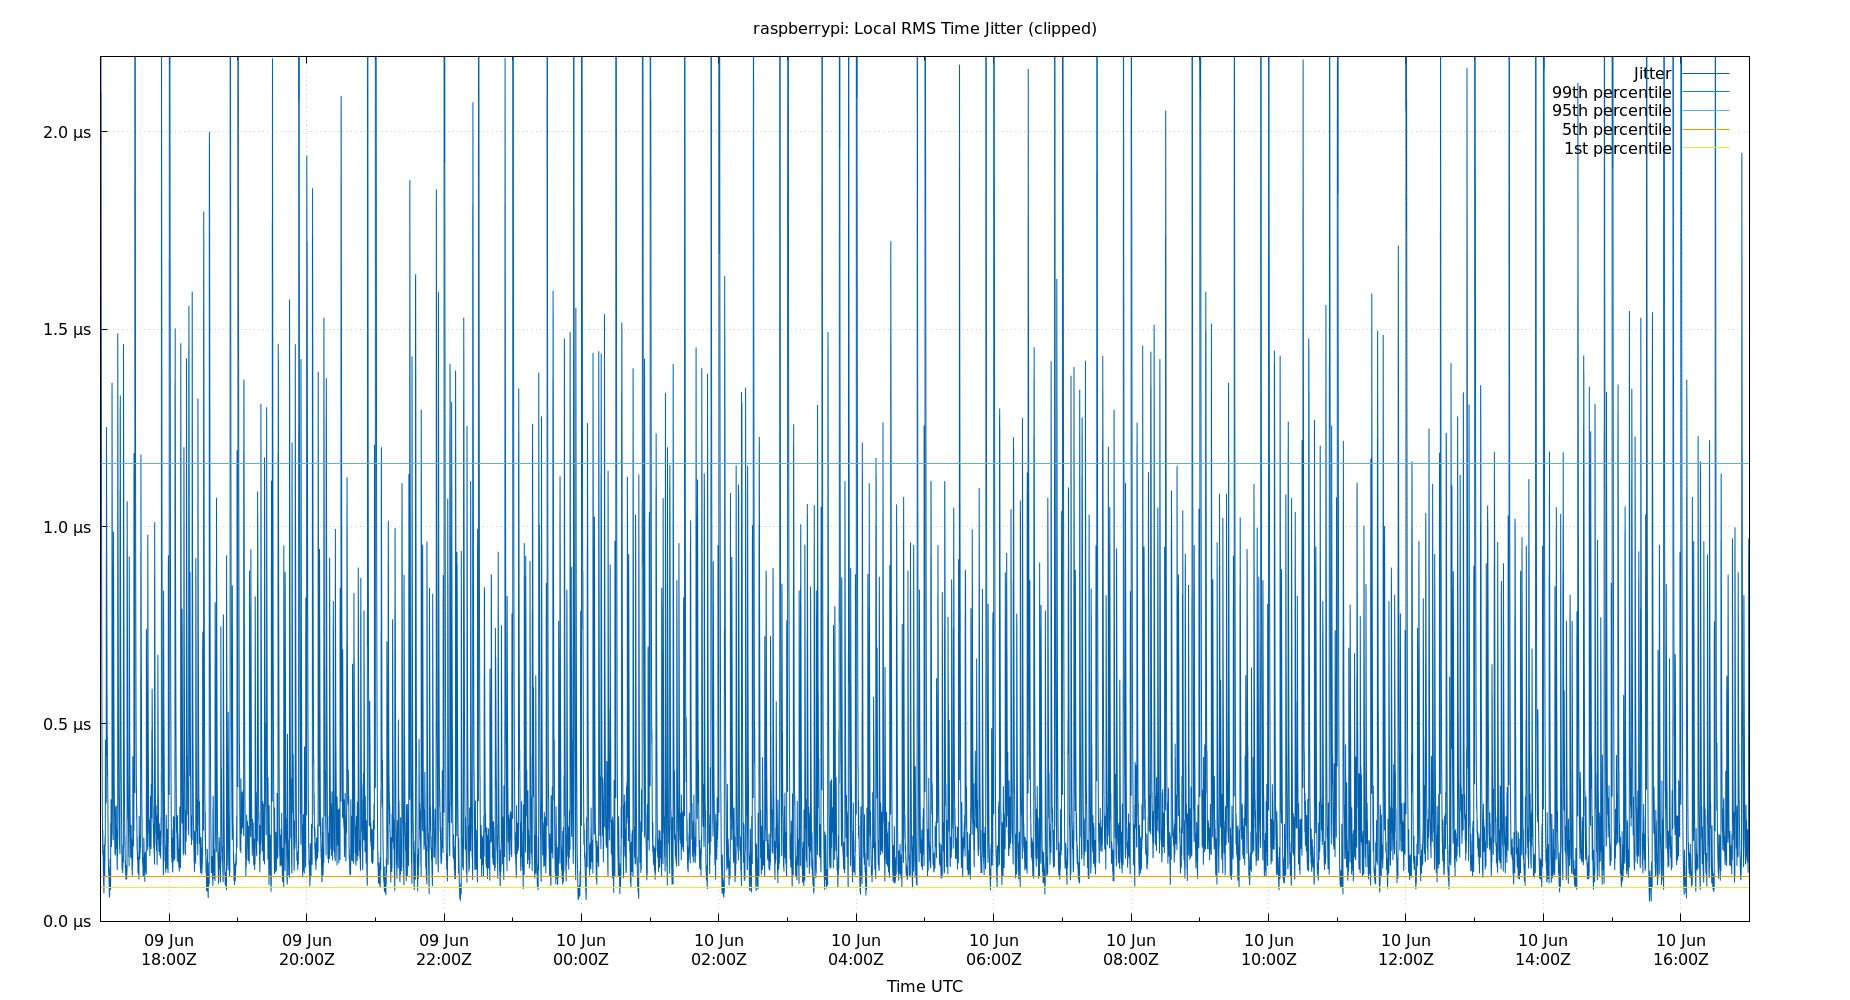 raspberrypi: Local RMS Time Jitter (clipped)
Jitter
99th percentile
95th percentile
5th percentile
1st percentile
2.0 µs
1.5 µs
1.0 µs
0.5 µs
0.0 µs
09 Jun 09 Jun 09 Jun 10 Jun 10 Jun 10 Jun 10 Jun 10 Jun 10 Jun 10 Jun 10 Jun 10 Jun
18:00Z 20:00Z 22:00Z 00:00Z 02:00Z 04:00Z 06:00Z 08:00Z 10:00Z 12:00Z 14:00Z 16:00Z
Time UTC